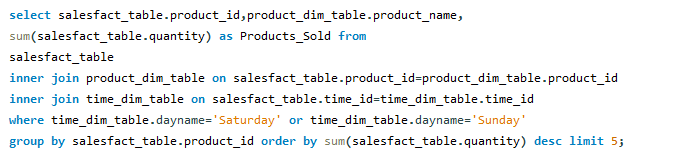 select salesfact_table.product_id,product_dim_table.product_name,
sum(salesfact_table.quantity) as Products_Sold from
salesfact_table
inner join product_dim_table on salesfact_table.product_id=product_dim_table.product_id
inner join time_dim_table on salesfact_table.time_id=time_dim_table.time_id
where time_dim_table.dayname='Saturday' or time_dim_table.dayname='Sunday'
group by salesfact_table.product_id order by sum(salesfact_table.quantity) desc limit 5;